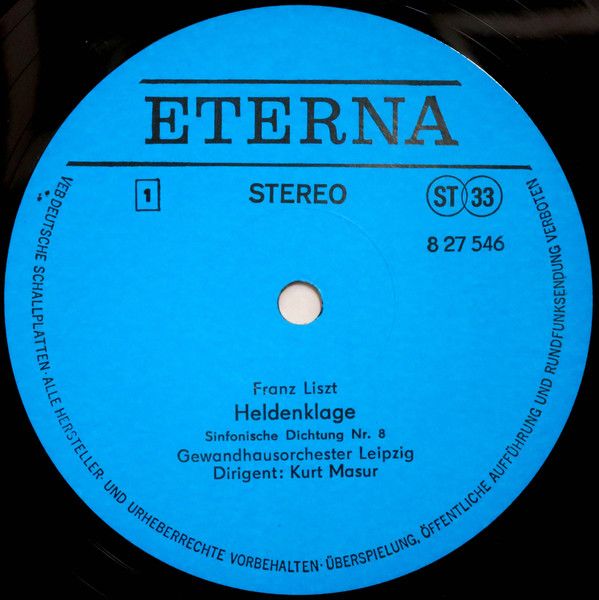 ETERNA
1
STEREO
ST 33
8 27 546
Franz Liszt
Heldenklage
Sinfonische Dichtung Nr. 8
Gewandhausorchester Leipzig
Dirigent: Kurt Masur
VEB DEUTSCHE SCHALLPLATTEN · ALLE HERSTELLER- UND URHEBERRECHTE VORBEHALTEN · ÜBERSPIELUNG, ÖFFENTLICHE AUFFÜHRUNG UND RUNDFUNKSENDUNG VERBOTEN